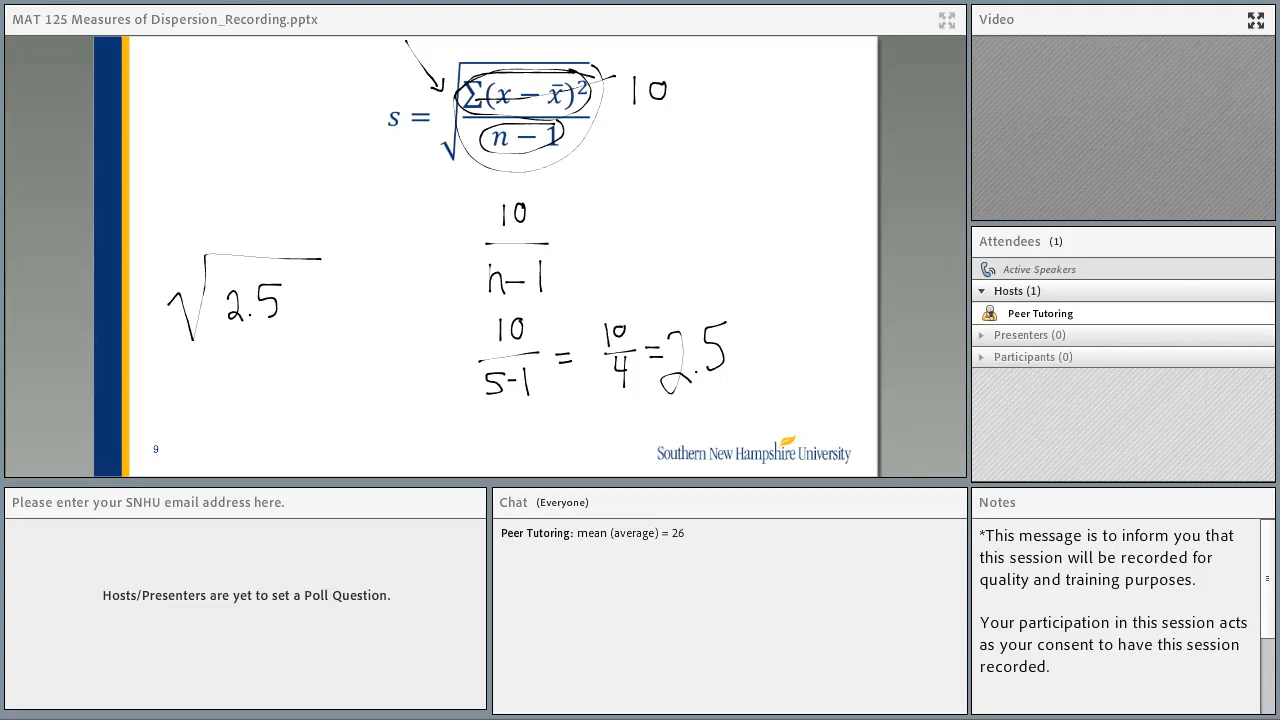 MAT 125 Measures of Dispersion_Recording.pptx
s = √(∑(x − x̄)²/(n − 1))
10
10
n-1
√2.5
10/(5-1) = 10/4 = 2.5
9
Southern New Hampshire University
Video
Attendees (1)
Active Speakers
Hosts (1)
Peer Tutoring
Presenters (0)
Participants (0)
Please enter your SNHU email address here.
Hosts/Presenters are yet to set a Poll Question.
Chat (Everyone)
Peer Tutoring: mean (average) = 26
Notes
*This message is to inform you that
this session will be recorded for
quality and training purposes.
Your participation in this session acts
as your consent to have this session
recorded.